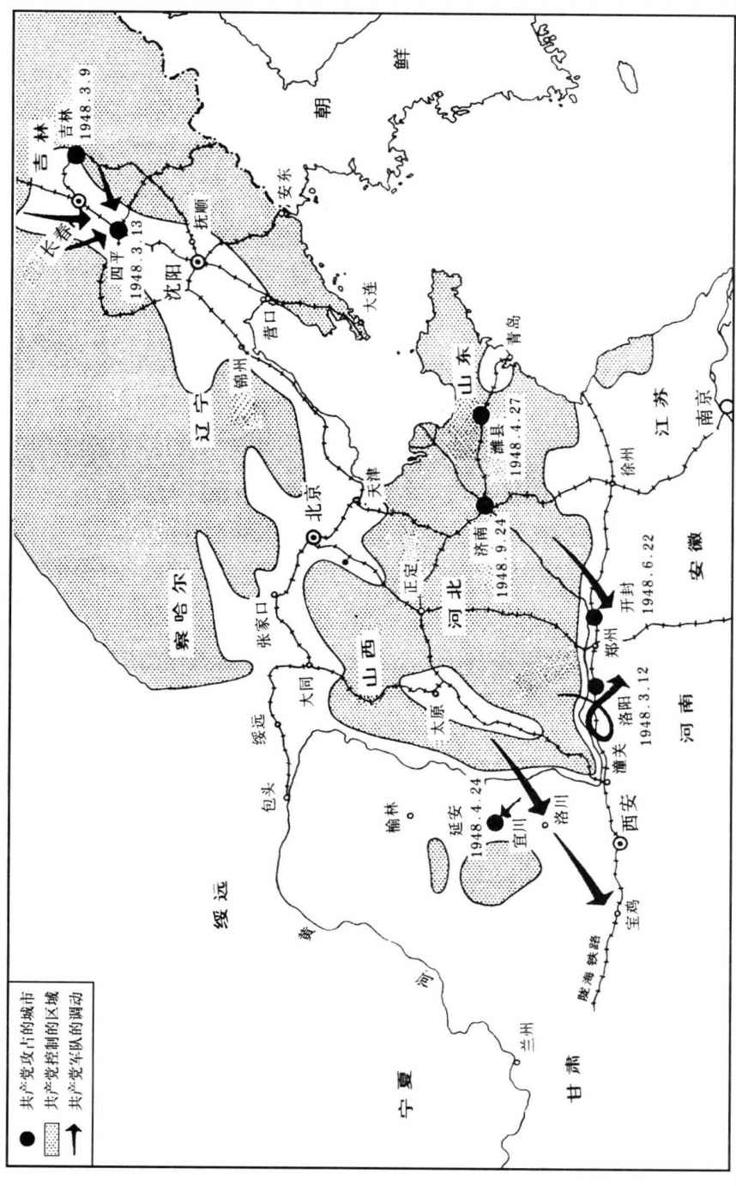 共产党攻占的城市
共产党控制的区域
共产党军队的调动
吉林
吉林
1948.3.9
长春
四平
1948.3.13
沈阳
抚顺
安东
朝鲜
营口
大连
锦州
辽宁
察哈尔
北京
天津
张家口
大同
绥远
包头
绥远
山西
太原
正定
河北
济南
1948.9.24
山东
潍县
1948.4.27
青岛
江苏
南京
徐州
安徽
开封
1948.6.22
郑州
洛阳
1948.3.12
河南
潼关
榆林
延安
1948.4.24
宜川
洛川
西安
宝鸡
陇海铁路
黄河
兰州
宁夏
甘肃